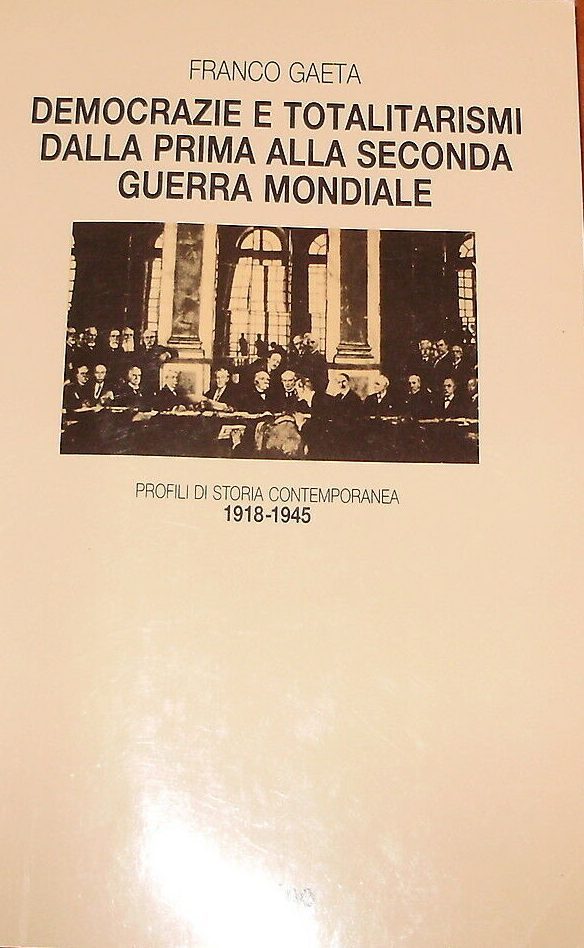 FRANCO GAETA
DEMOCRAZIE E TOTALITARISMI
DALLA PRIMA ALLA SECONDA
GUERRA MONDIALE
PROFILI DI STORIA CONTEMPORANEA
1918-1945